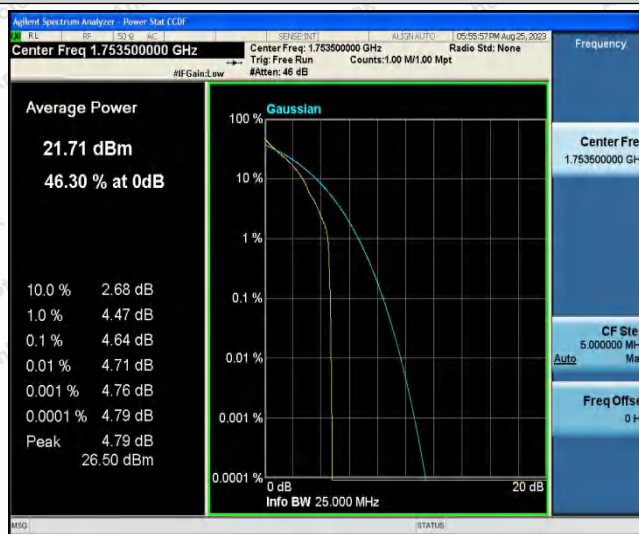 Agilent Spectrum Analyzer - Power Stat CCDF
RL RF 50 Ω AC SENSE:INT ALIGN AUTO 05:55:57 PM Aug 25, 2023
Center Freq 1.753500000 GHz
Center Freq: 1.753500000 GHz Radio Std: None
Trig: Free Run Counts:1.00 M/1.00 Mpt
#IFGain:Low #Atten: 46 dB
Frequency
Average Power
21.71 dBm
46.30 % at 0dB
10.0 % 2.68 dB
1.0 % 4.47 dB
0.1 % 4.64 dB
0.01 % 4.71 dB
0.001 % 4.76 dB
0.0001 % 4.79 dB
Peak 4.79 dB
26.50 dBm
Gaussian
100 %
10 %
1 %
0.1 %
0.01 %
0.001 %
0.0001 %
0 dB 20 dB
Info BW 25.000 MHz
Center Fre
1.753500000 GH
CF Ste
5.000000 MH
Auto Ma
Freq Offse
0 H
MSG STATUS